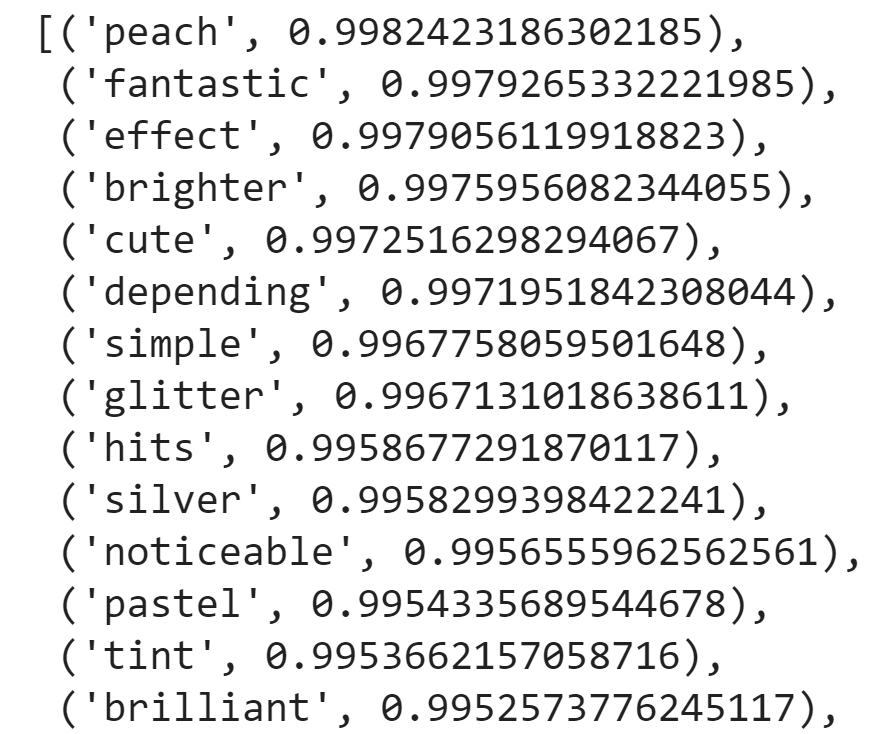 [('peach', 0.9982423186302185),
('fantastic', 0.9979265332221985),
('effect', 0.9979056119918823),
('brighter', 0.9975956082344055),
('cute', 0.9972516298294067),
('depending', 0.9971951842308044),
('simple', 0.9967758059501648),
('glitter', 0.9967131018638611),
('hits', 0.9958677291870117),
('silver', 0.9958299398422241),
('noticeable', 0.9956555962562561),
('pastel', 0.9954335689544678),
('tint', 0.9953662157058716),
('brilliant', 0.9952573776245117),